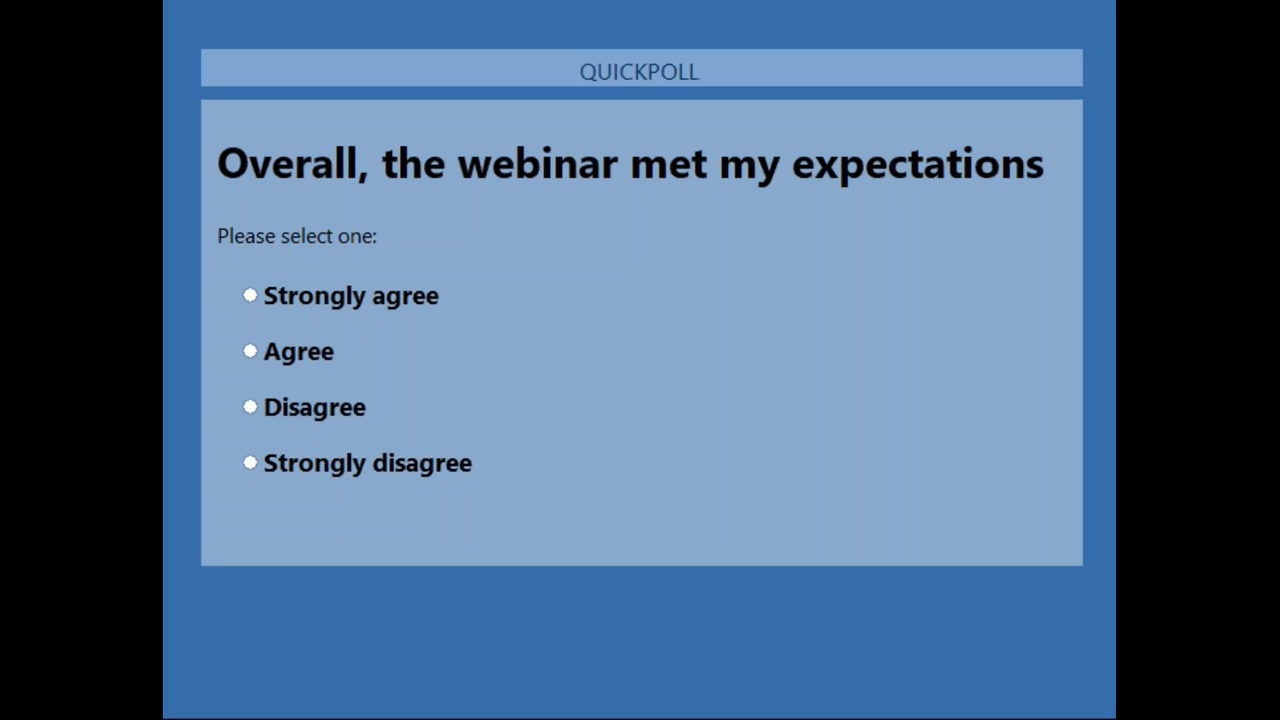 QUICKPOLL
Overall, the webinar met my expectations
Please select one:
Strongly agree
Agree
Disagree
Strongly disagree